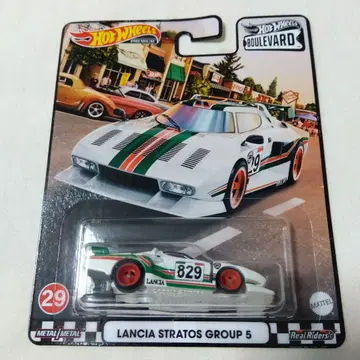 Hot Wheels
PREMIUM
Hot Wheels
BOULEVARD
29
829
LANCIA
29
METAL/METAL
LANCIA STRATOS GROUP 5
MATTEL
Real Riders